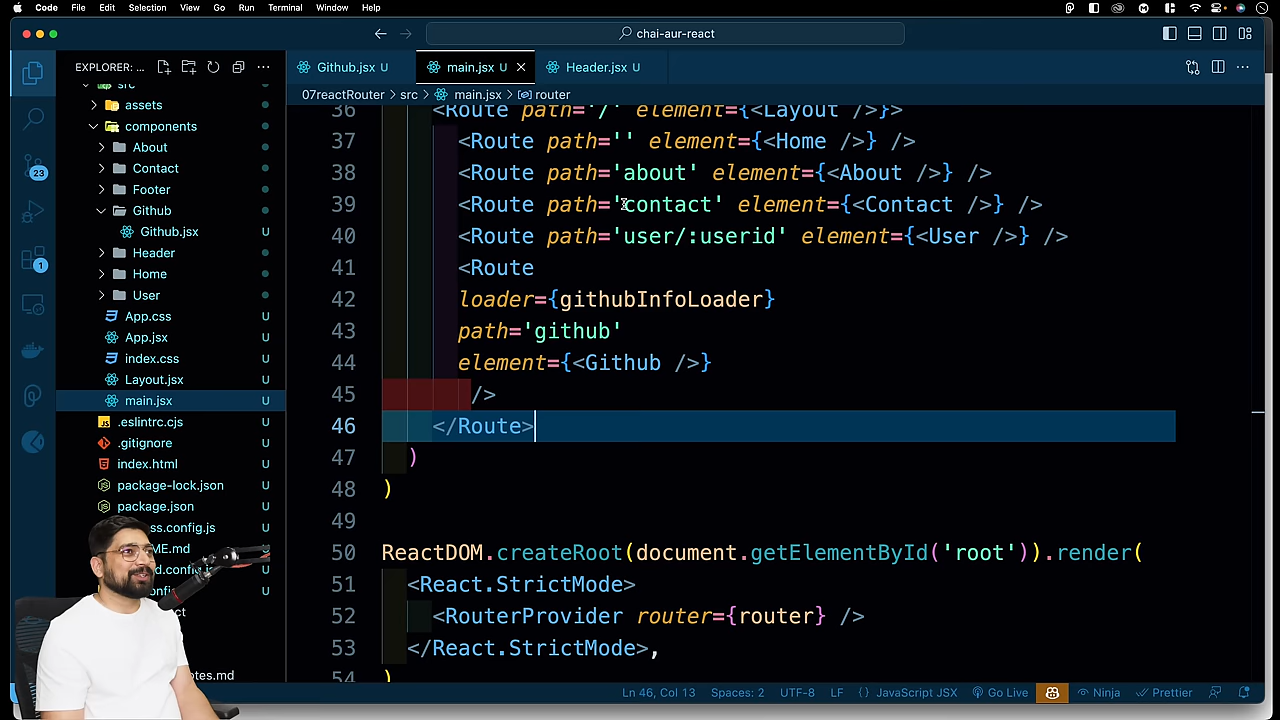 Code File Edit Selection View Go Run Terminal Window Help
chai-aur-react
EXPLORER: ...
Github.jsx U
main.jsx U
Header.jsx U
07reactRouter > src > main.jsx > router
src
assets
components
About
Contact
Footer
Github
Github.jsx U
Header
Home
User
App.css U
App.jsx U
index.css U
Layout.jsx U
main.jsx U
.eslintrc.cjs U
.gitignore U
index.html U
package-lock.json U
package.json U
ss.config.js U
ME.md U
d.config.js U
U
notes.md U
23
1
36 <Route path='/' element={<Layout />}>
37 <Route path='' element={<Home />} />
38 <Route path='about' element={<About />} />
39 <Route path='contact' element={<Contact />} />
40 <Route path='user/:userid' element={<User />} />
41 <Route
42 loader={githubInfoLoader}
43 path='github'
44 element={<Github />}
45 />
46 </Route>
47 )
48 )
49
50 ReactDOM.createRoot(document.getElementById('root')).render(
51 <React.StrictMode>
52 <RouterProvider router={router} />
53 </React.StrictMode>,
54 )
Ln 46, Col 13 Spaces: 2 UTF-8 LF {} JavaScript JSX Go Live Ninja Prettier